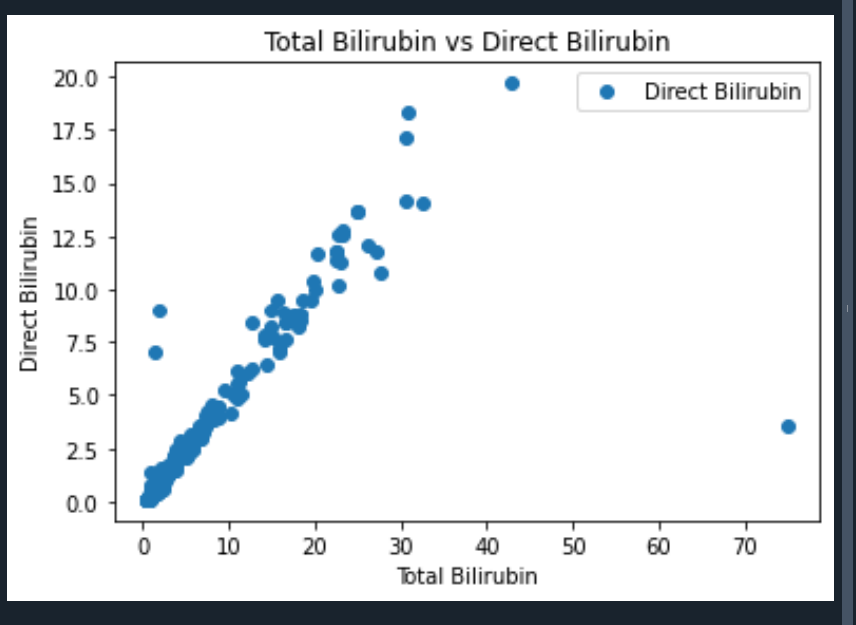 Total Bilirubin vs Direct Bilirubin
Direct Bilirubin
20.0
17.5
15.0
12.5
10.0
7.5
5.0
2.5
0.0
Direct Bilirubin
0 10 20 30 40 50 60 70
Total Bilirubin